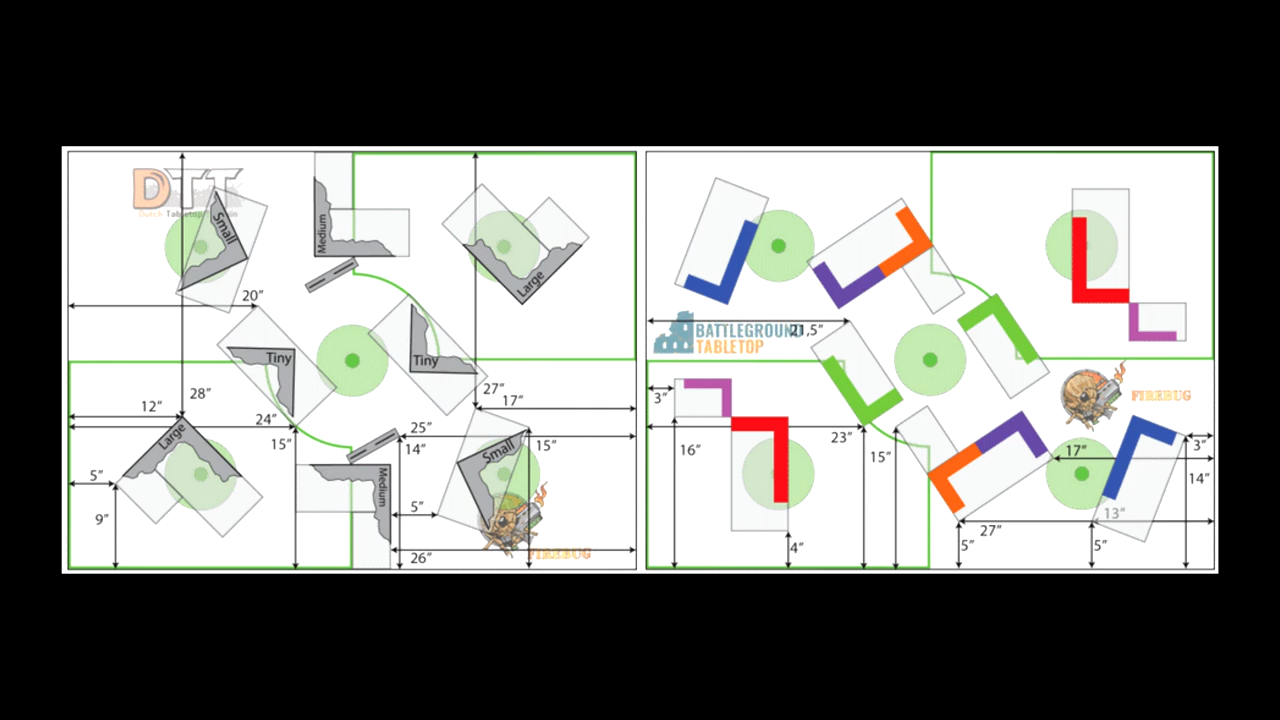 DTT
Dutch Tabletop Terrain
Small
Medium
Large
20”
Tiny
Tiny
28”
27”
17”
12”
24”
25”
Large
15”
14”
Small
15”
5”
Medium
5”
9”
26”
FIREBUG
21,5”
BATTLEGROUND
TABLETOP
3”
FIREBUG
23”
16”
15”
17”
3”
14”
13”
27”
4”
5”
5”